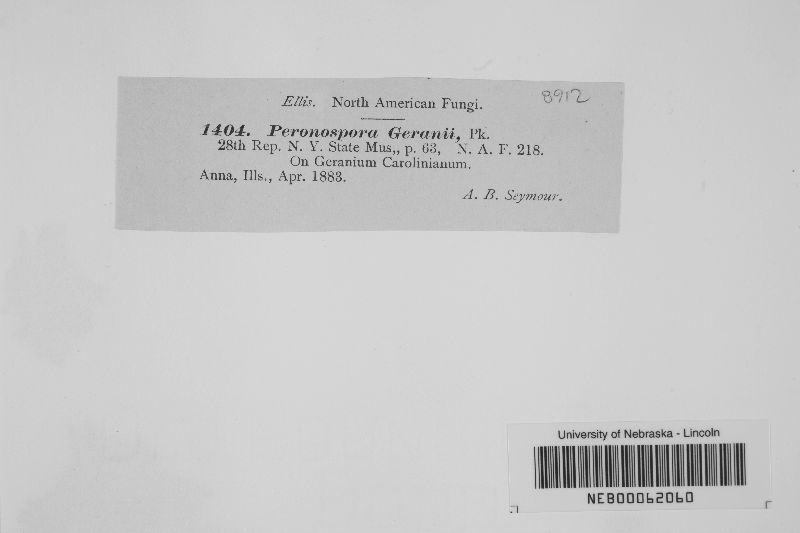 Ellis. North American Fungi.
8912
1404. Peronospora Geranii, Pk.
28th Rep. N. Y. State Mus,, p. 63, N. A. F. 218.
On Geranium Carolinianum.
Anna, Ills., Apr. 1883.
A. B. Seymour.
University of Nebraska - Lincoln
NEB00062060